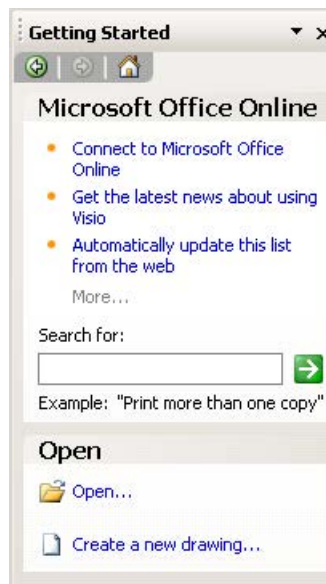 Getting Started
Microsoft Office Online
Connect to Microsoft Office
Online
Get the latest news about using
Visio
Automatically update this list
from the web
More...
Search for:
Example: "Print more than one copy"
Open
Open...
Create a new drawing...